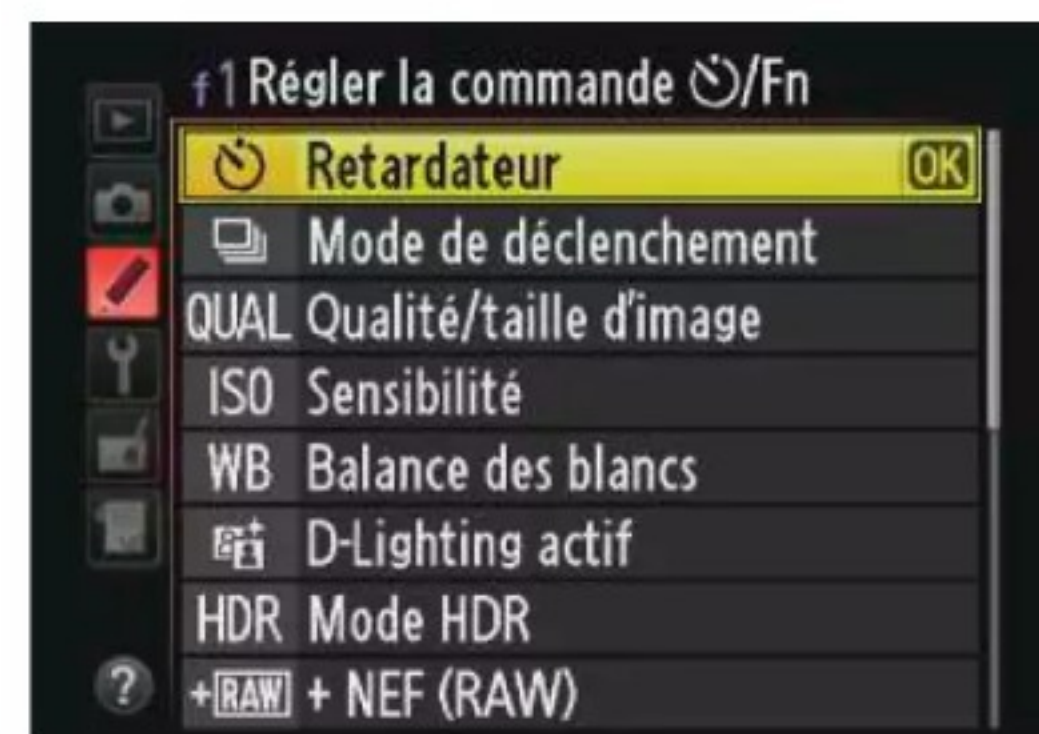 f1 Régler la commande /Fn
Retardateur OK
Mode de déclenchement
QUAL Qualité/taille d'image
ISO Sensibilité
WB Balance des blancs
D-Lighting actif
HDR Mode HDR
? +RAW + NEF (RAW)